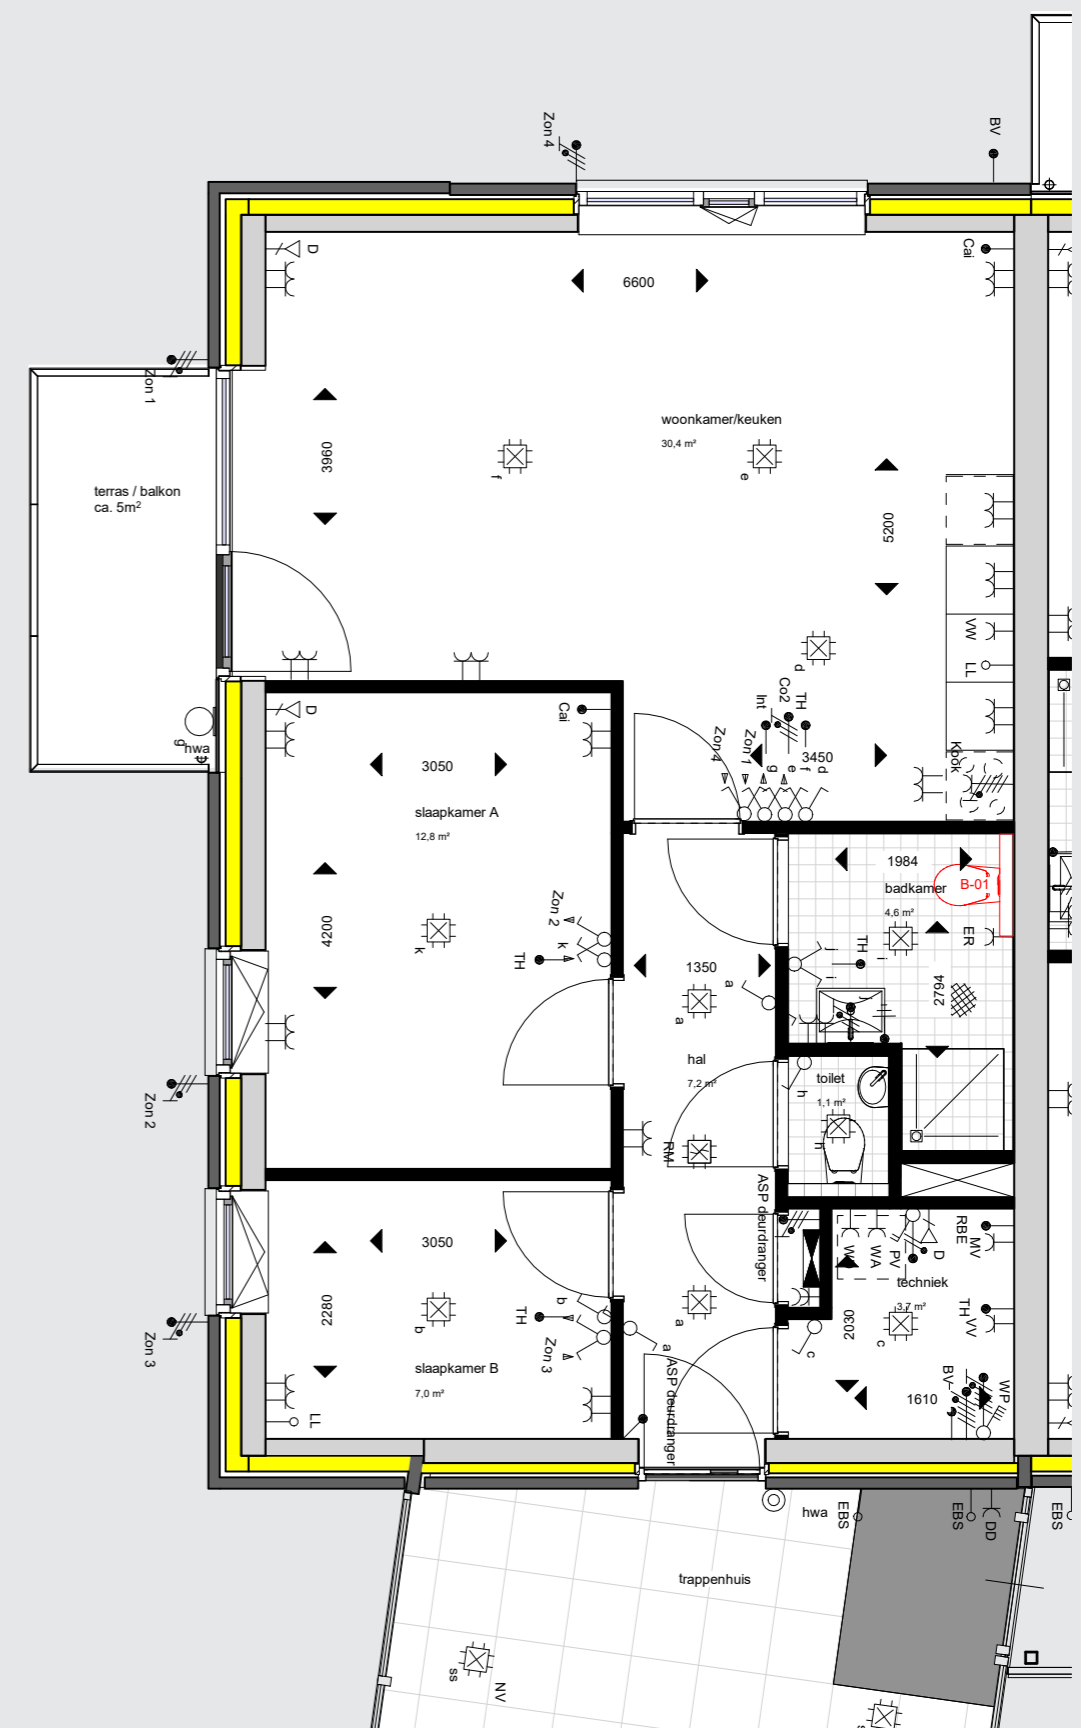 Zon 4
BV
D
Cai
6600
Zon 1
3960
woonkamer/keuken
30,4 m²
f
e
terras / balkon
ca. 5m²
5200
VW
LL
d
TH
Co2
Int
D
Cai
Zon 4
Zon 1
g
e
f
d
3450
Kook
hwa
g
3050
slaapkamer A
12,8 m²
1984
badkamer
B-01
4,6 m²
4200
k
Zon 2
k
TH
ER
j
i
TH
i
1350
a
a
2794
j
hal
7,2 m²
toilet
1,1 m²
h
h
Zon 2
RM
ASP deurdranger
WA
PV
D
RBE
MV
3050
2280
b
TH
b
Zon 3
a
a
techniek
3,7 m²
c
c
2030
TH
VV
Zon 3
slaapkamer B
7,0 m²
LL
ASP deurdranger
BV
WP
1610
hwa
EBS
EBS
DD
EBS
trappenhuis
ss
NV